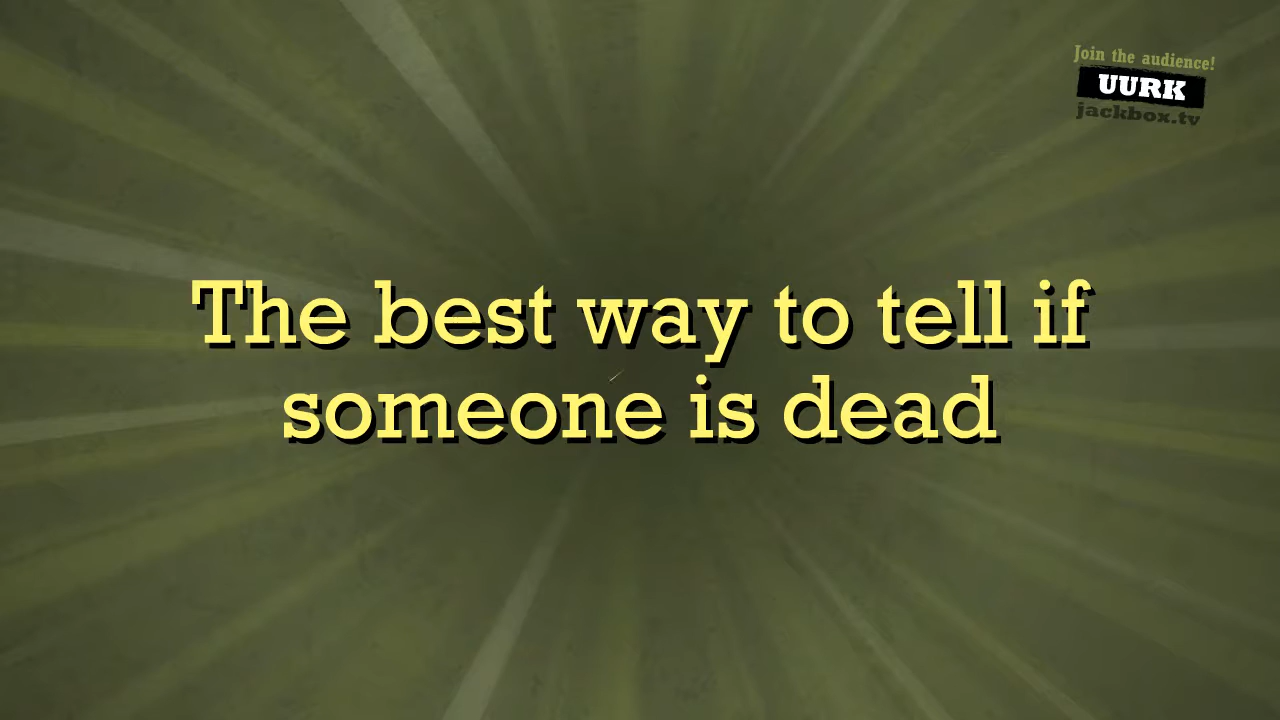 Join the audience!
UURK
jackbox.tv
The best way to tell if
someone is dead